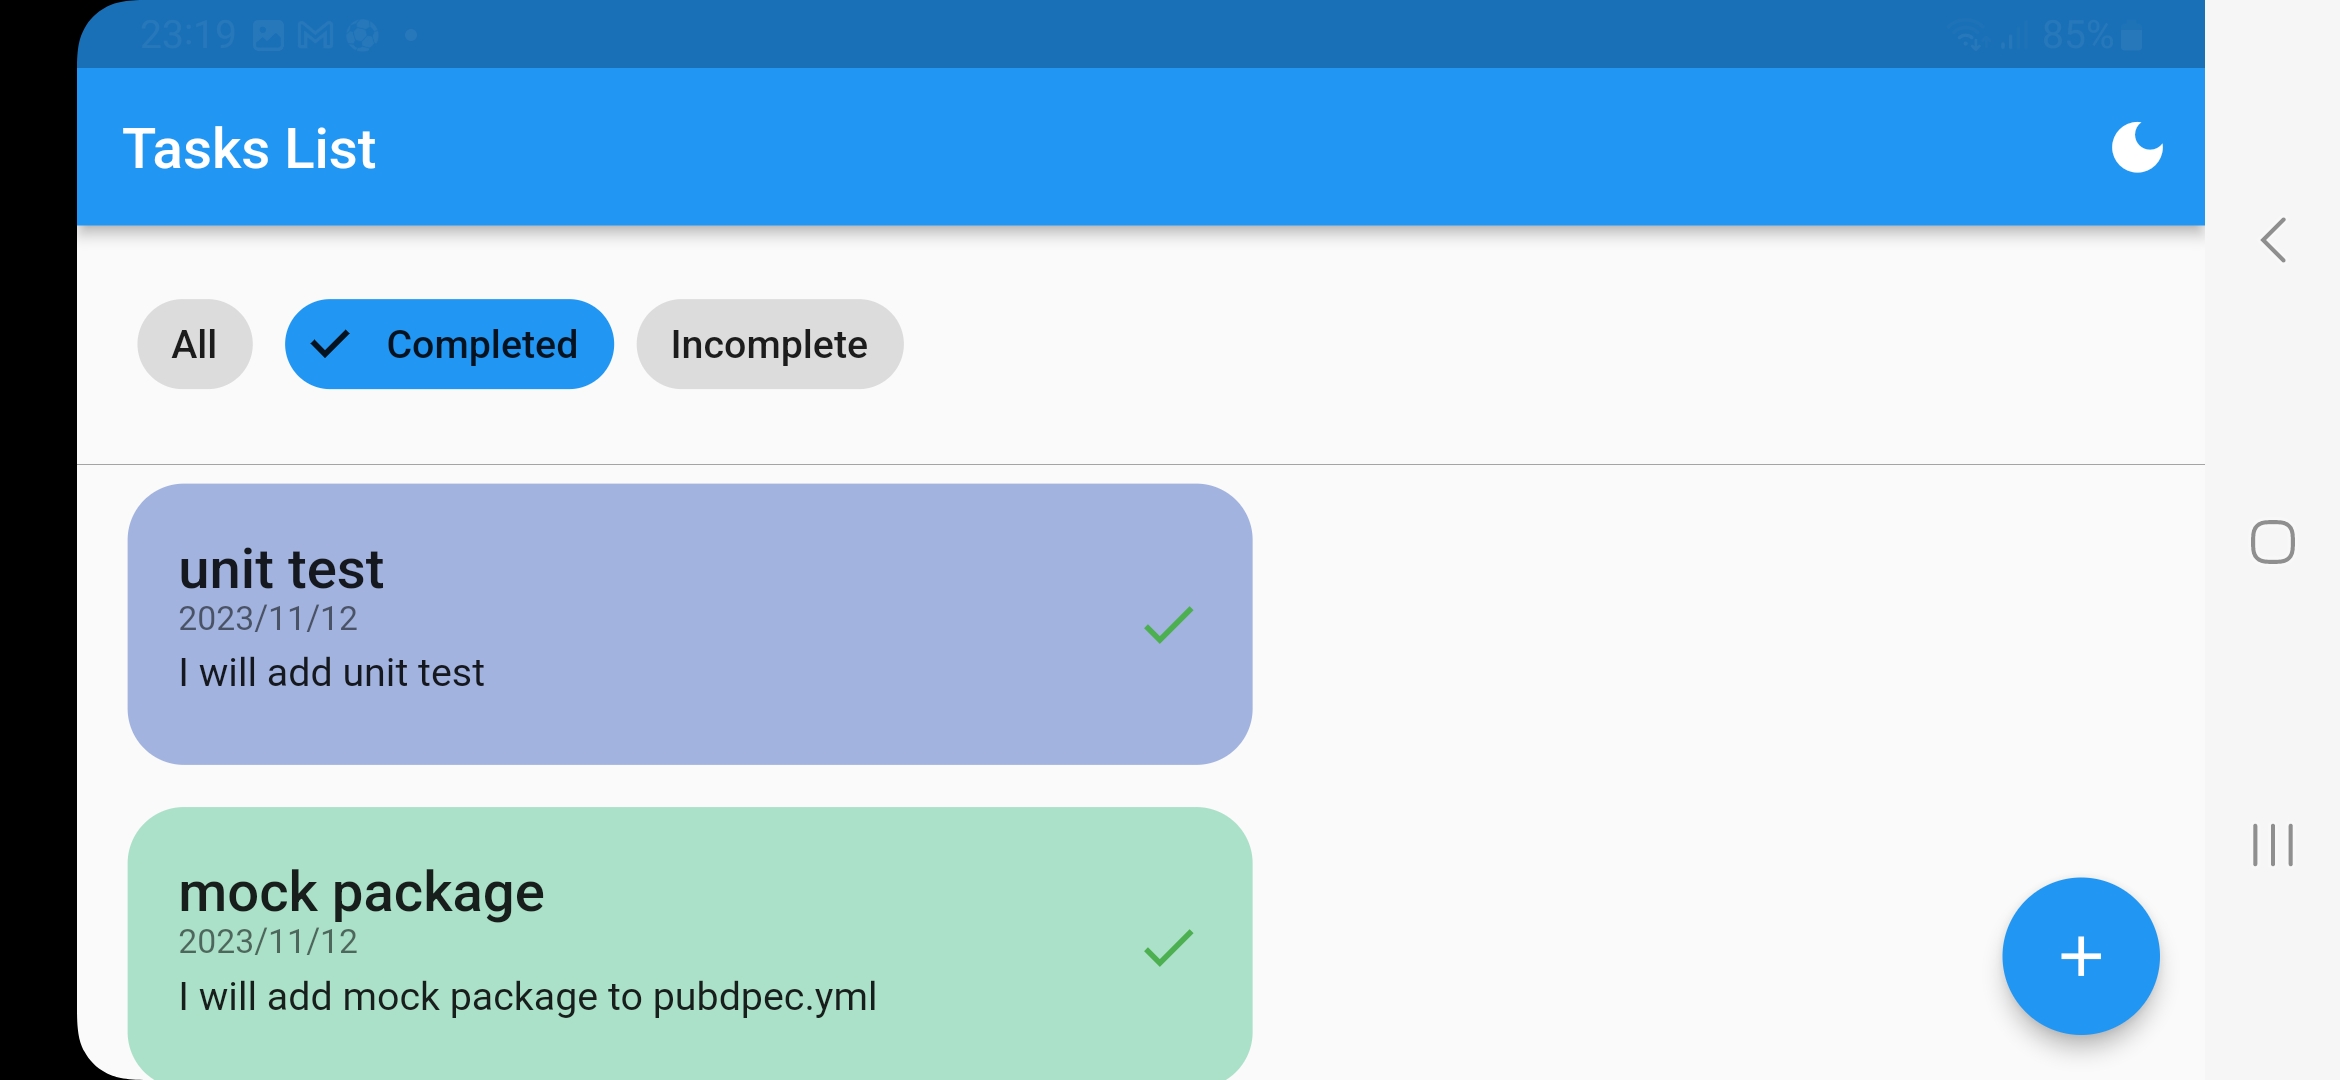 23:19
85%
Tasks List
All
Completed
Incomplete
unit test
2023/11/12
I will add unit test
mock package
2023/11/12
I will add mock package to pubdpec.yml